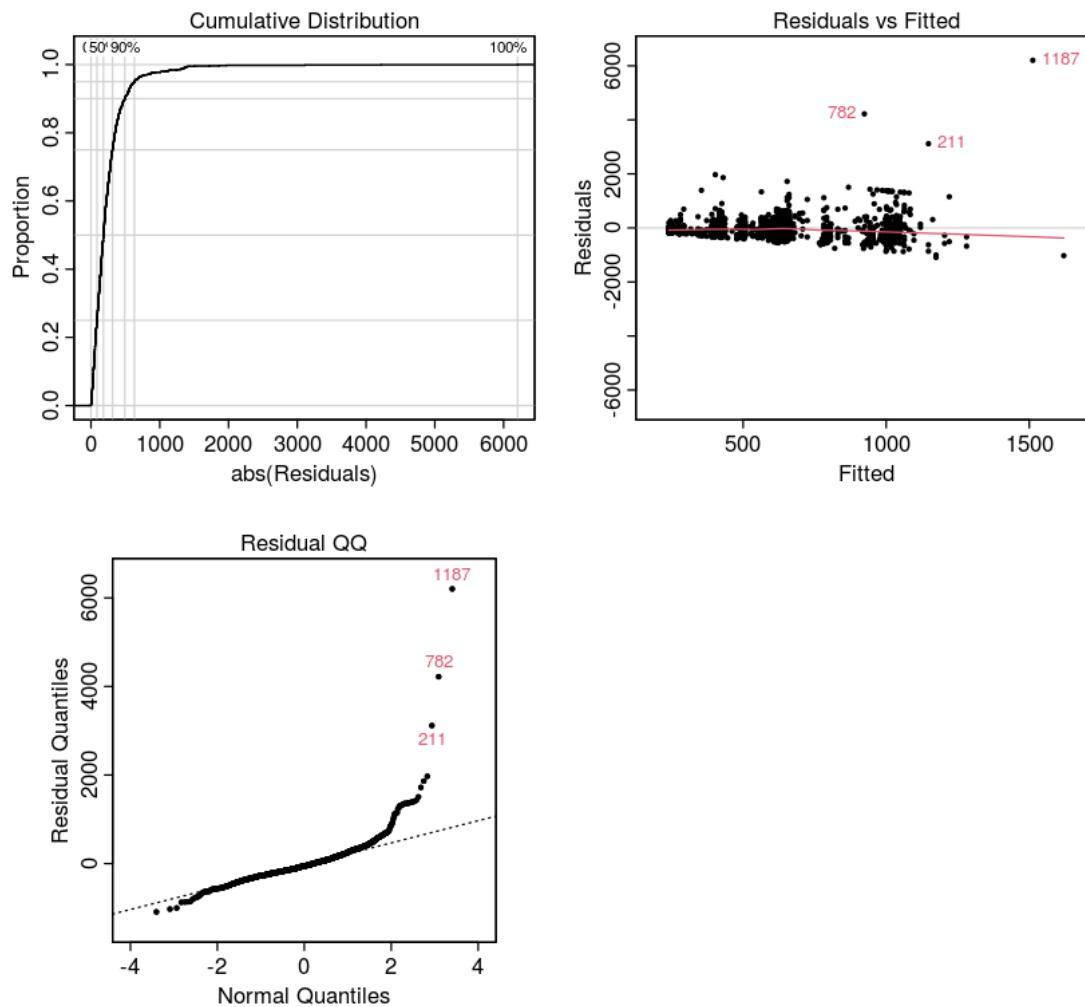 Cumulative Distribution
50
90%
100%
Proportion
0.0
0.2
0.4
0.6
0.8
1.0
0 1000 2000 3000 4000 5000 6000
abs(Residuals)
Residuals vs Fitted
1187
782
211
Residuals
-6000
-2000
0
2000
6000
500 1000 1500
Fitted
Residual QQ
1187
782
211
Residual Quantiles
0
2000
4000
6000
-4 -2 0 2 4
Normal Quantiles